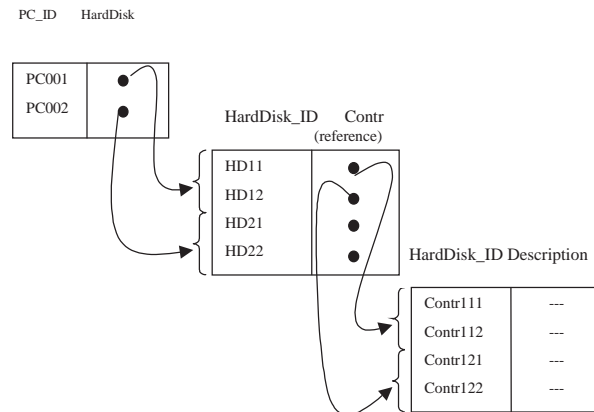 PC_ID HardDisk
PC001
PC002
HardDisk_ID Contr
(reference)
HD11
HD12
HD21
HD22
HardDisk_ID Description
Contr111 ---
Contr112 ---
Contr121 ---
Contr122 ---